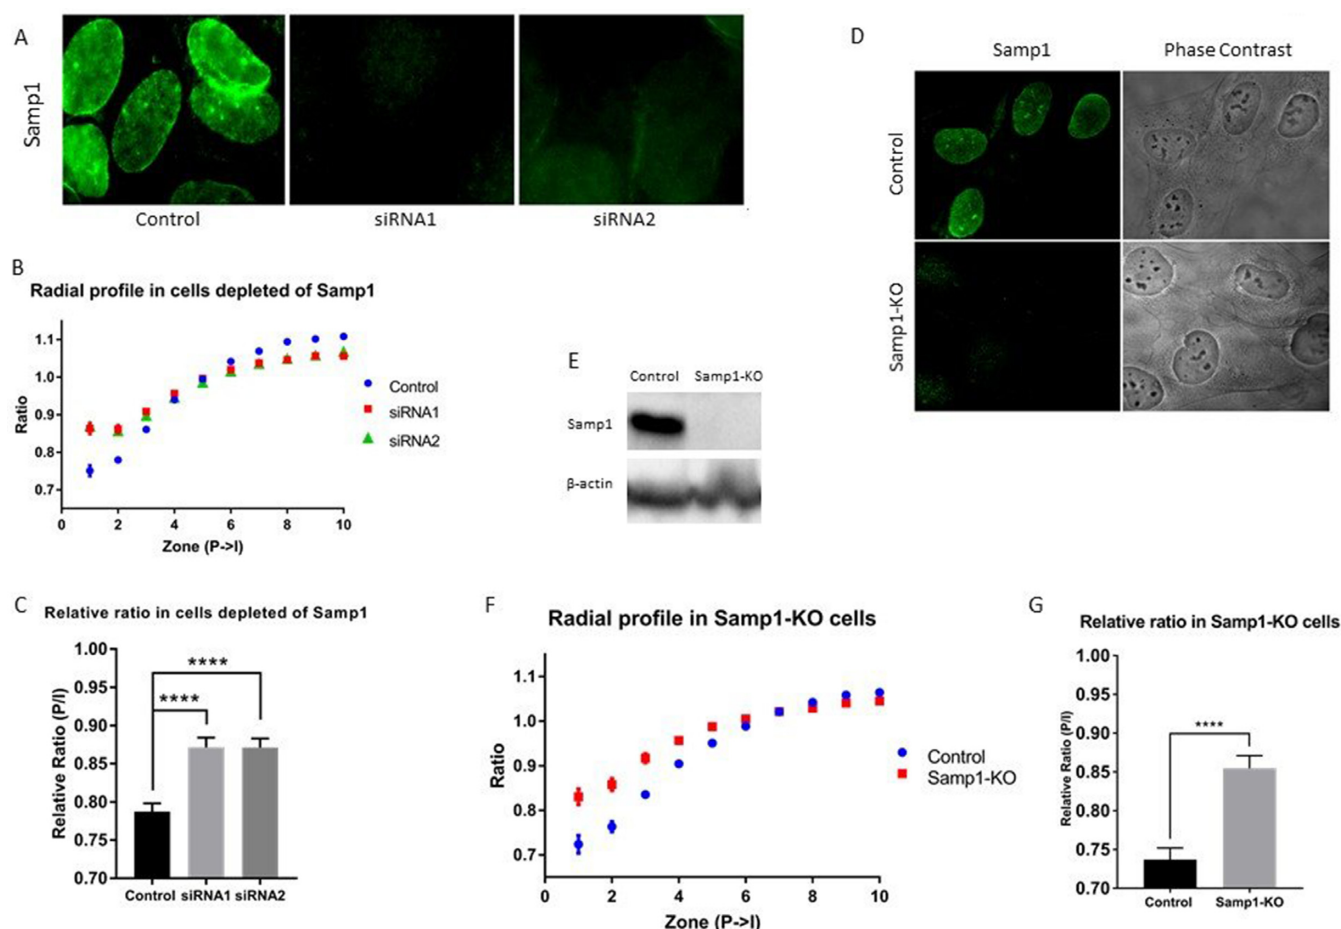 A
Samp1
Control
siRNA1
siRNA2
B
Radial profile in cells depleted of Samp1
Ratio
1.1
1.0
0.9
0.8
0.7
0
2
4
6
8
10
Zone (P->I)
Control
siRNA1
siRNA2
C
Relative ratio in cells depleted of Samp1
Relative Ratio (P/I)
1.00
0.95
0.90
0.85
0.80
0.75
0.70
****
****
Control siRNA1 siRNA2
D
Samp1
Phase Contrast
Control
Samp1-KO
E
Control
Samp1-KO
Samp1
β-actin
F
Radial profile in Samp1-KO cells
Ratio
1.1
1.0
0.9
0.8
0.7
0
2
4
6
8
10
Zone (P->I)
Control
Samp1-KO
G
Relative ratio in Samp1-KO cells
Relative Ratio (P/I)
1.00
0.95
0.90
0.85
0.80
0.75
0.70
****
Control
Samp1-KO